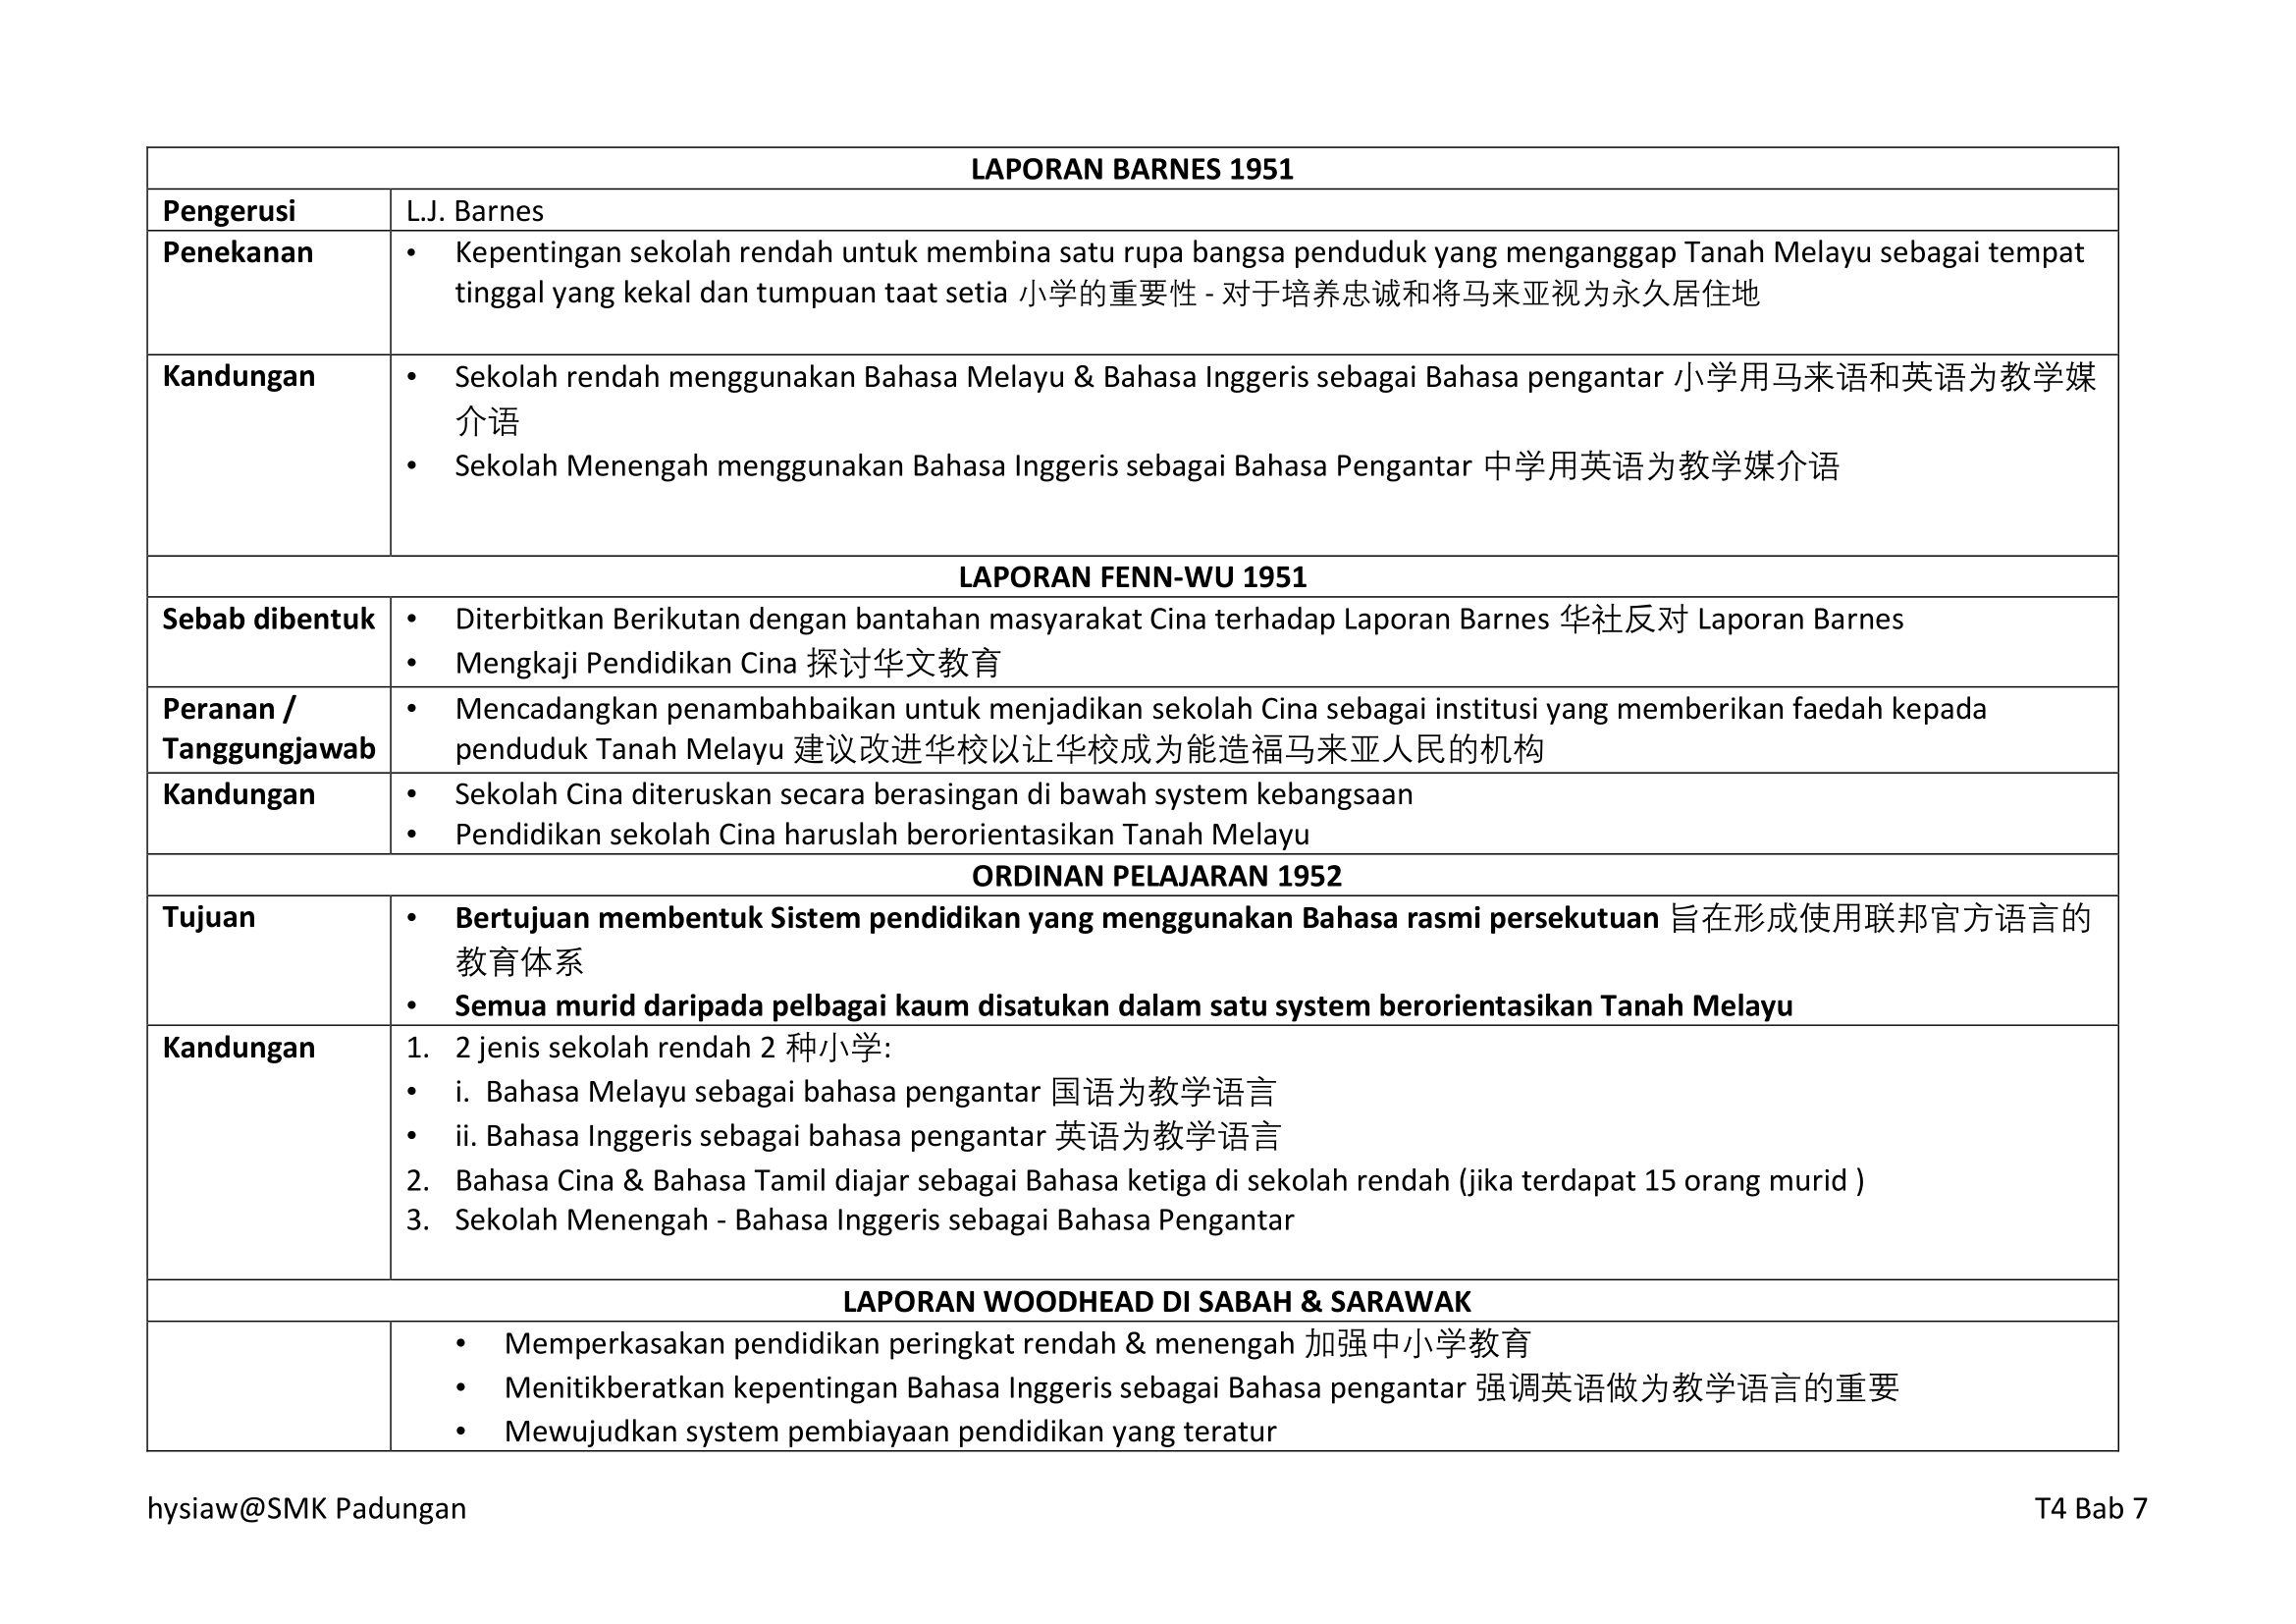 LAPORAN BARNES 1951
Pengerusi L.J. Barnes
Penekanan • Kepentingan sekolah rendah untuk membina satu rupa bangsa penduduk yang menganggap Tanah Melayu sebagai tempat
tinggal yang kekal dan tumpuan taat setia 小学的重要性 - 对于培养忠诚和将马来亚视为永久居住地
Kandungan • Sekolah rendah menggunakan Bahasa Melayu & Bahasa Inggeris sebagai Bahasa pengantar 小学用马来语和英语为教学媒
介语
• Sekolah Menengah menggunakan Bahasa Inggeris sebagai Bahasa Pengantar 中学用英语为教学媒介语
LAPORAN FENN-WU 1951
Sebab dibentuk • Diterbitkan Berikutan dengan bantahan masyarakat Cina terhadap Laporan Barnes 华社反对 Laporan Barnes
• Mengkaji Pendidikan Cina 探讨华文教育
Peranan / • Mencadangkan penambahbaikan untuk menjadikan sekolah Cina sebagai institusi yang memberikan faedah kepada
Tanggungjawab penduduk Tanah Melayu 建议改进华校以让华校成为能造福马来亚人民的机构
Kandungan • Sekolah Cina diteruskan secara berasingan di bawah system kebangsaan
• Pendidikan sekolah Cina haruslah berorientasikan Tanah Melayu
ORDINAN PELAJARAN 1952
Tujuan • Bertujuan membentuk Sistem pendidikan yang menggunakan Bahasa rasmi persekutuan 旨在形成使用联邦官方语言的
教育体系
• Semua murid daripada pelbagai kaum disatukan dalam satu system berorientasikan Tanah Melayu
Kandungan 1. 2 jenis sekolah rendah 2 种小学:
• i. Bahasa Melayu sebagai bahasa pengantar 国语为教学语言
• ii. Bahasa Inggeris sebagai bahasa pengantar 英语为教学语言
2. Bahasa Cina & Bahasa Tamil diajar sebagai Bahasa ketiga di sekolah rendah (jika terdapat 15 orang murid )
3. Sekolah Menengah - Bahasa Inggeris sebagai Bahasa Pengantar
LAPORAN WOODHEAD DI SABAH & SARAWAK
• Memperkasakan pendidikan peringkat rendah & menengah 加强中小学教育
• Menitikberatkan kepentingan Bahasa Inggeris sebagai Bahasa pengantar 强调英语做为教学语言的重要
• Mewujudkan system pembiayaan pendidikan yang teratur
hysiaw@SMK Padungan T4 Bab 7